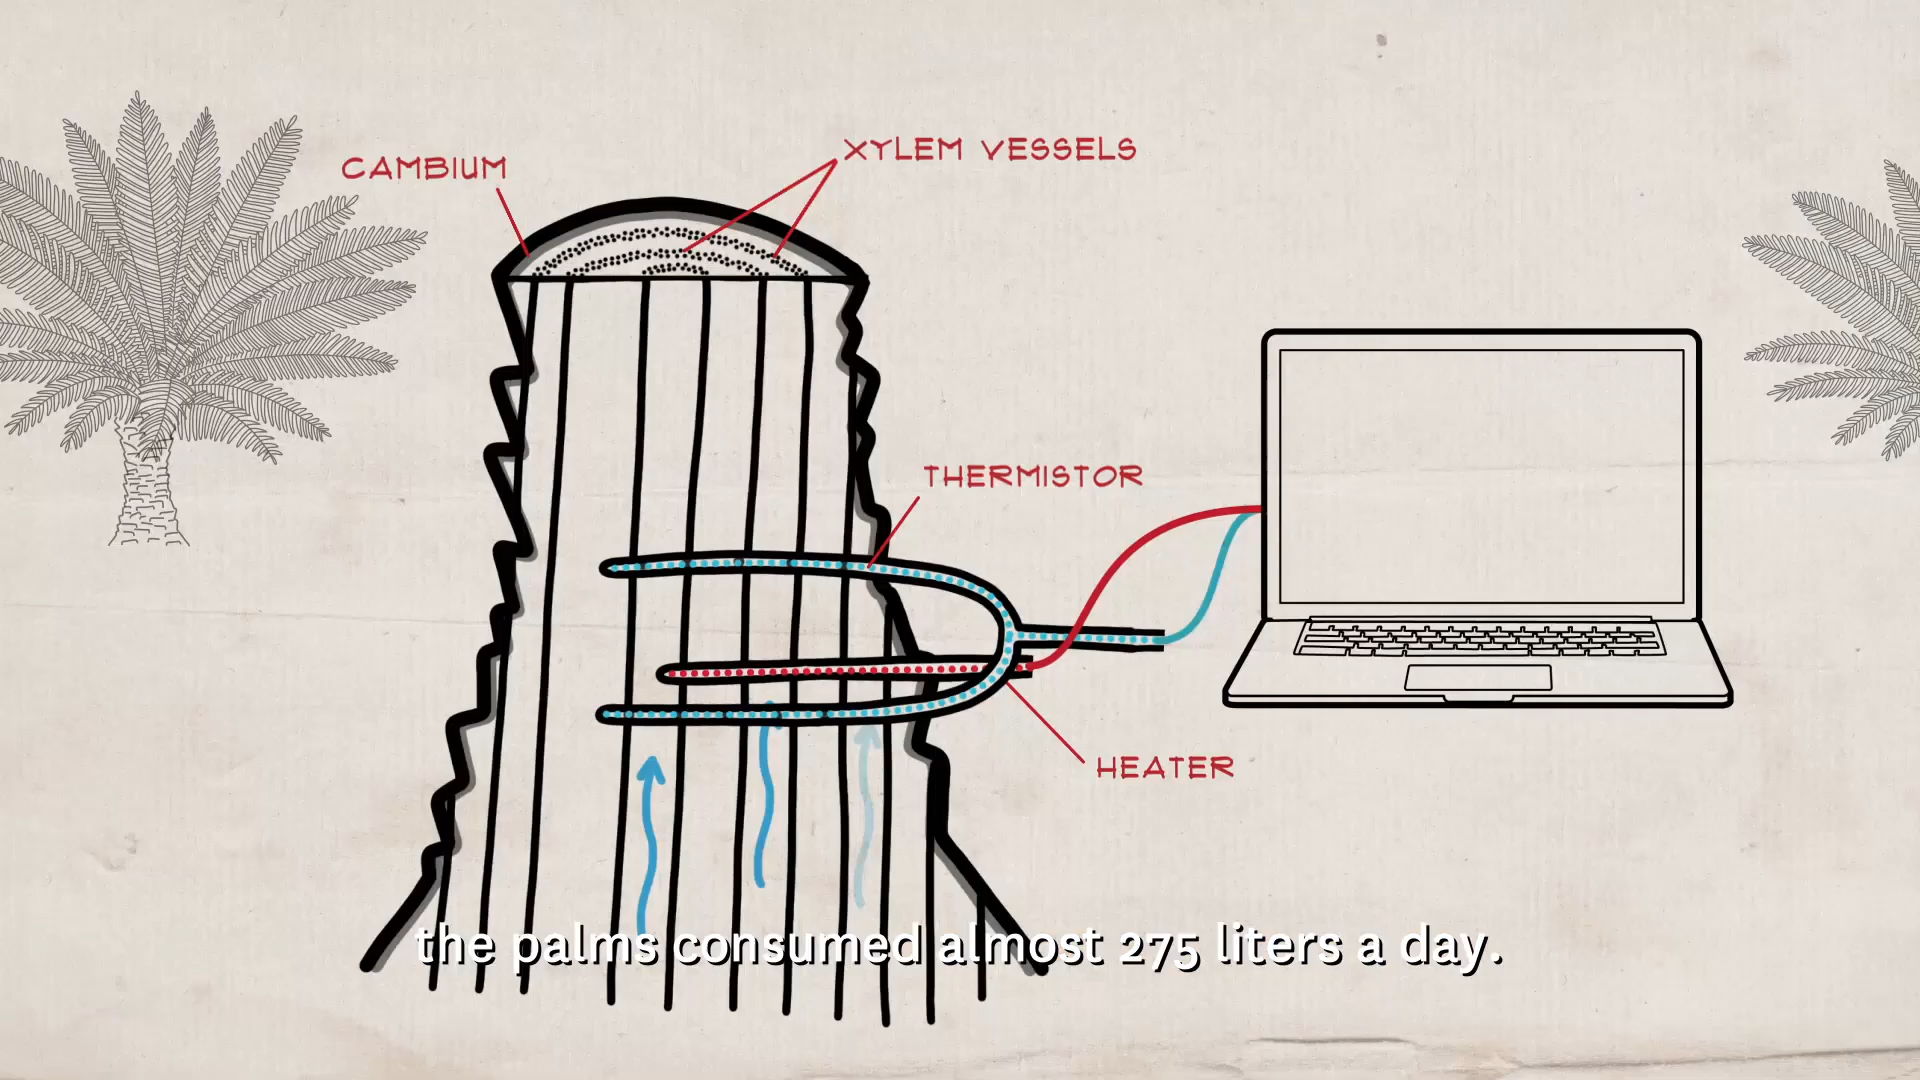 CAMBIUM
XYLEM VESSELS
THERMISTOR
HEATER
the palms consumed almost 275 liters a day.